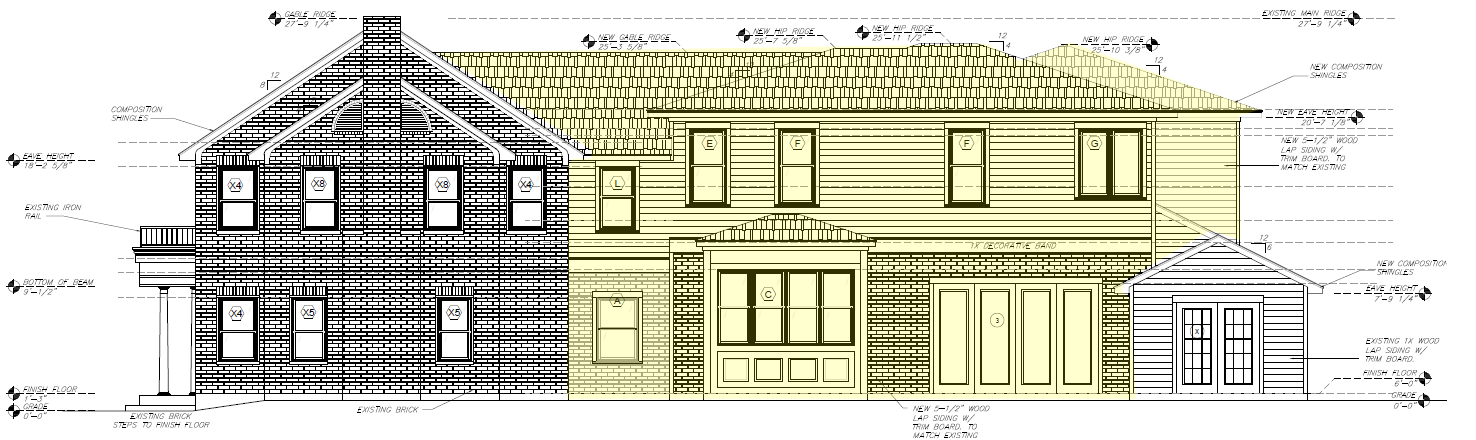 GABLE RIDGE
27'-9 1/4"
NEW GABLE RIDGE
25'-3 5/8"
NEW HIP RIDGE
25'-7 5/8"
NEW HIP RIDGE
25'-11 1/2"
12
4
NEW HIP RIDGE
25'-10 3/8"
EXISTING MAIN RIDGE
27'-9 1/4"
12
4
NEW COMPOSITION
SHINGLES
12
8
COMPOSITION
SHINGLES
NEW EAVE HEIGHT
20'-7 1/8"
NEW 5-1/2" WOOD
LAP SIDING W/
TRIM BOARD. TO
MATCH EXISTING
EAVE HEIGHT
18'-2 5/8"
E
F
F
G
X4
X8
X8
X4
L
EXISTING IRON
RAIL
1X DECORATIVE BAND
12
6
NEW COMPOSITION
SHINGLES
BOTTOM OF BEAM
9'-1/2"
EAVE HEIGHT
7'-9 1/4"
X4
X5
X5
A
C
3
X
EXISTING 1X WOOD
LAP SIDING W/
TRIM BOARD.
FINISH FLOOR
1'-3"
GRADE
0'-0"
FINISH FLOOR
6'-0"
GRADE
0'-0"
EXISTING BRICK
STEPS TO FINISH FLOOR
EXISTING BRICK
NEW 5-1/2" WOOD
LAP SIDING W/
TRIM BOARD. TO
MATCH EXISTING